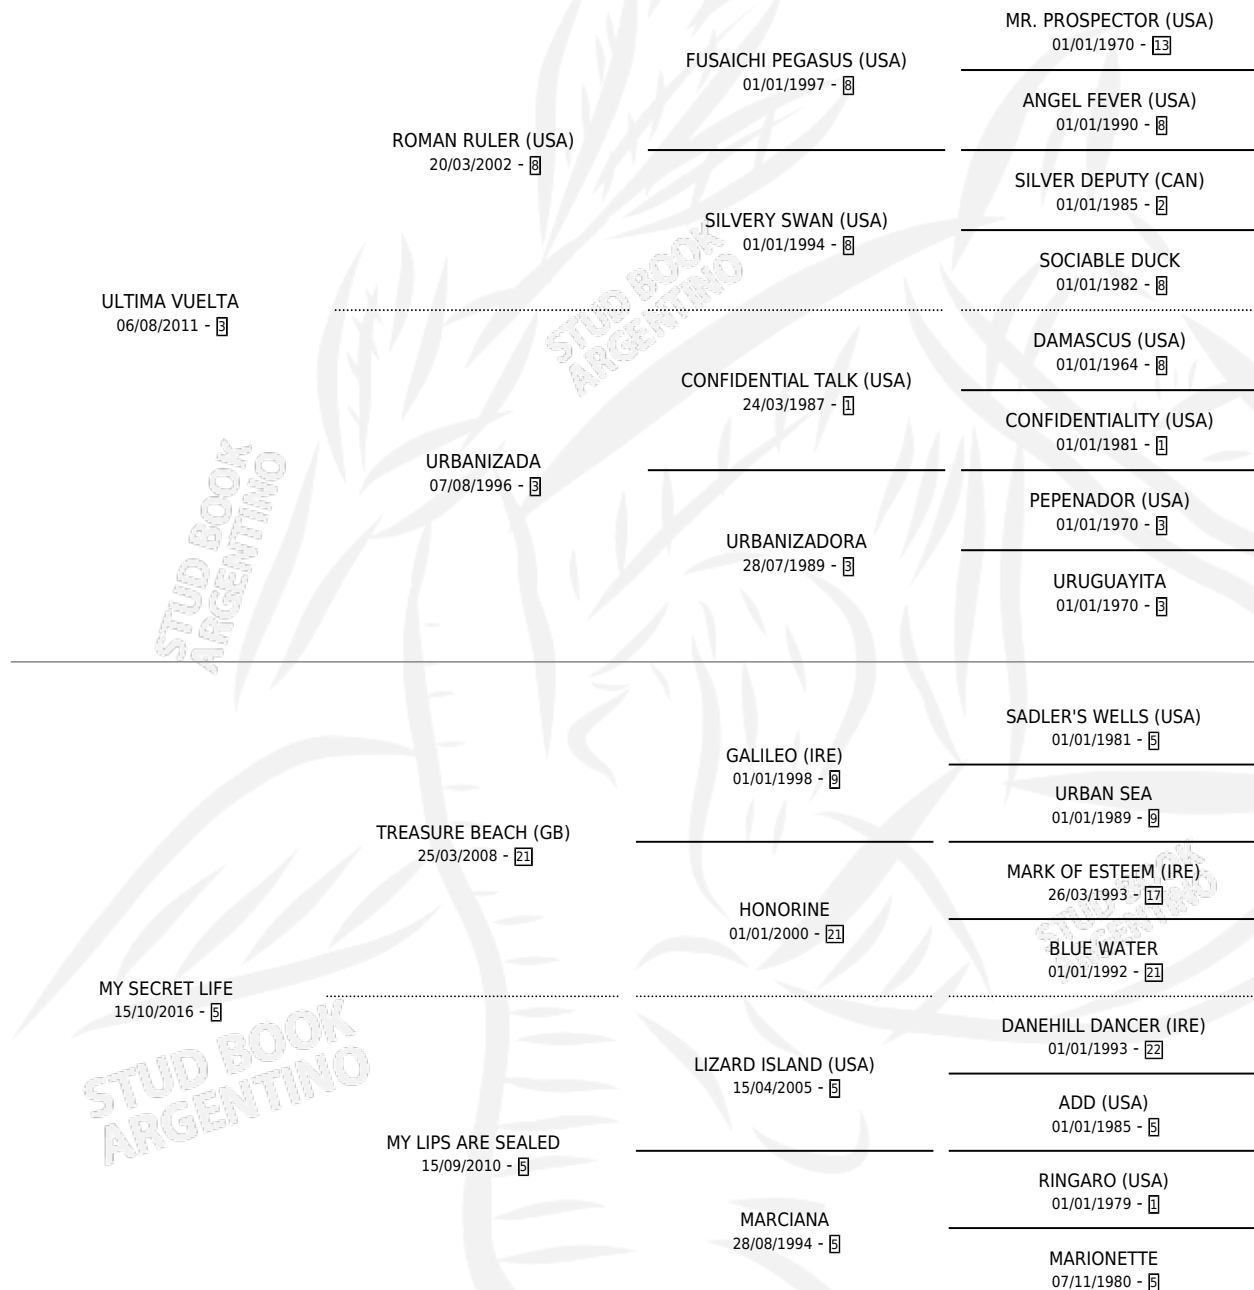 MR. PROSPECTOR (USA)
01/01/1970 - 13
FUSAICHI PEGASUS (USA)
01/01/1997 - 8
ANGEL FEVER (USA)
01/01/1990 - 8
ROMAN RULER (USA)
20/03/2002 - 8
SILVER DEPUTY (CAN)
01/01/1985 - 2
SILVERY SWAN (USA)
01/01/1994 - 8
SOCIABLE DUCK
01/01/1982 - 8
ULTIMA VUELTA
06/08/2011 - 3
DAMASCUS (USA)
01/01/1964 - 8
CONFIDENTIAL TALK (USA)
24/03/1987 - 1
CONFIDENTIALITY (USA)
01/01/1981 - 1
URBANIZADA
07/08/1996 - 3
PEPENADOR (USA)
01/01/1970 - 3
URBANIZADORA
28/07/1989 - 3
URUGUAYITA
01/01/1970 - 3
SADLER'S WELLS (USA)
01/01/1981 - 5
GALILEO (IRE)
01/01/1998 - 9
URBAN SEA
01/01/1989 - 9
TREASURE BEACH (GB)
25/03/2008 - 21
MARK OF ESTEEM (IRE)
26/03/1993 - 17
HONORINE
01/01/2000 - 21
BLUE WATER
01/01/1992 - 21
MY SECRET LIFE
15/10/2016 - 5
DANEHILL DANCER (IRE)
01/01/1993 - 22
LIZARD ISLAND (USA)
15/04/2005 - 5
ADD (USA)
01/01/1985 - 5
MY LIPS ARE SEALED
15/09/2010 - 5
RINGARO (USA)
01/01/1979 - 1
MARCIANA
28/08/1994 - 5
MARIONETTE
07/11/1980 - 5
STUD BOOK
ARGENTINO
STUD BOOK
ARGENTINO
STUD BOOK
ARGENTINO
STUD BOOK
ARGENTINO